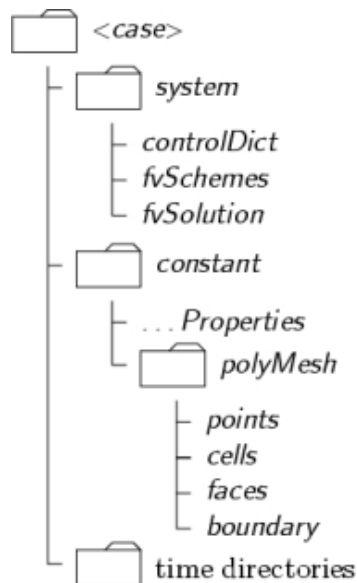 <case>
system
controlDict
fvSchemes
fvSolution
constant
... Properties
polyMesh
points
cells
faces
boundary
time directories